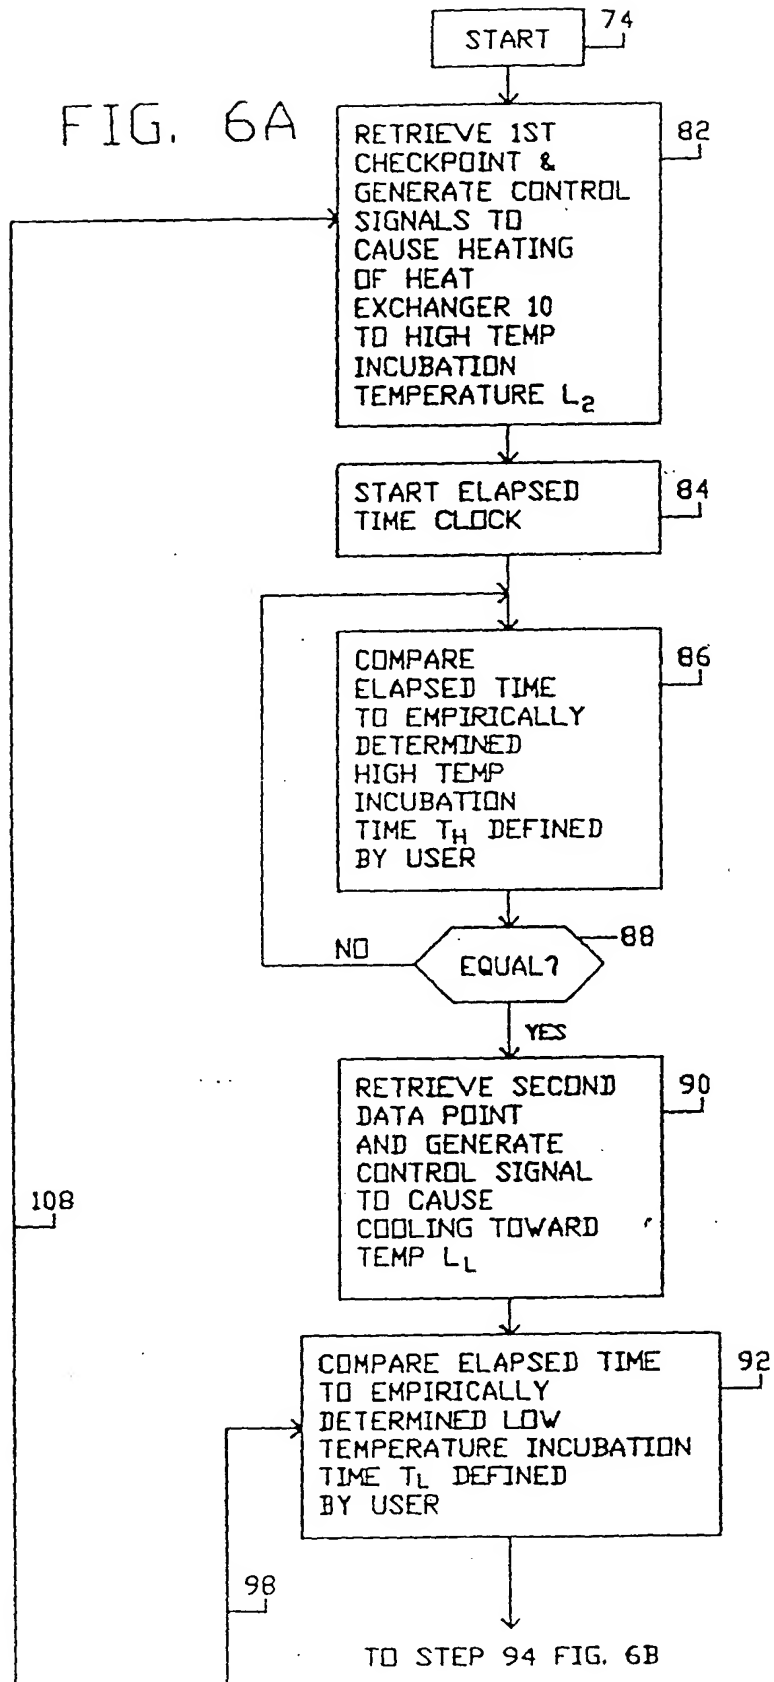 START
74
FIG. 6A
RETRIEVE 1ST
CHECKPOINT &
GENERATE CONTROL
SIGNALS TO
CAUSE HEATING
OF HEAT
EXCHANGER 10
TO HIGH TEMP
INCUBATION
TEMPERATURE L2
82
START ELAPSED
TIME CLOCK
84
COMPARE
ELAPSED TIME
TO EMPIRICALLY
DETERMINED
HIGH TEMP
INCUBATION
TIME TH DEFINED
BY USER
86
NO
EQUAL?
88
YES
RETRIEVE SECOND
DATA POINT
AND GENERATE
CONTROL SIGNAL
TO CAUSE
COOLING TOWARD
TEMP LL
90
108
COMPARE ELAPSED TIME
TO EMPIRICALLY
DETERMINED LOW
TEMPERATURE INCUBATION
TIME TL DEFINED
BY USER
92
98
TO STEP 94 FIG. 6B